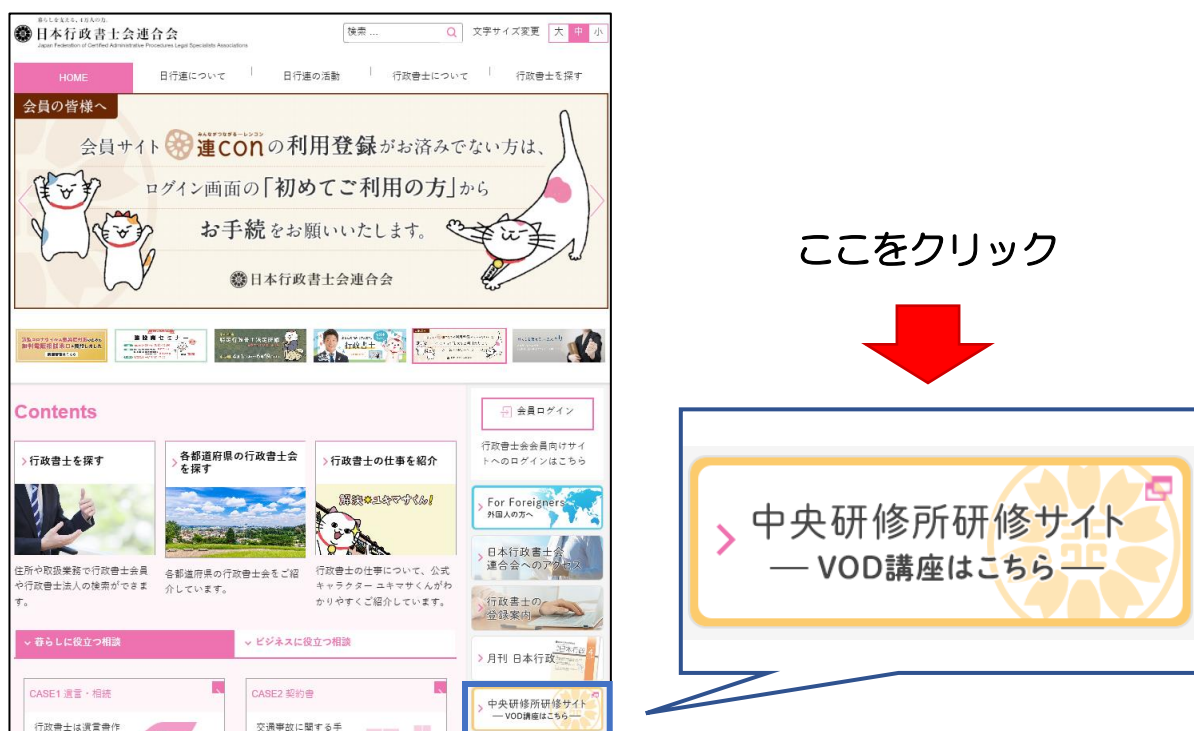 暮らしを支える、1万人の力。
日本行政書士会連合会
Japan Federation of Certified Administrative Procedures Legal Specialists Associations
検索 ...
文字サイズ変更 大 中 小
HOME
日行連について
日行連の活動
行政書士について
行政書士を探す
会員の皆様へ
会員サイト 連con の利用登録がお済みでない方は、
ログイン画面の「初めてご利用の方」から
お手続をお願いいたします。
日本行政書士会連合会
ここをクリック
Contents
会員ログイン
行政書士会会員向けサイ
トへのログインはこちら
行政書士を探す
各都道府県の行政書士会
を探す
行政書士の仕事を紹介
解決☆ユキマサくん!
住所や取扱業務で行政書士会員
や行政書士法人の検索ができま
す。
各都道府県の行政書士会をご紹
介しています。
行政書士の仕事について、公式
キャラクター ユキマサくんがわ
かりやすくご紹介しています。
For Foreigners
外国人の方へ
日本行政書士会
連合会へのアクセス
行政書士の
登録案内
月刊 日本行政
中央研修所研修サイト
― VOD講座はこちら ―
暮らしに役立つ相談
ビジネスに役立つ相談
CASE1 遺言・相続
行政書士は遺言書作
CASE2 契約書
交通事故に関する手
中央研修所研修サイト
― VOD講座はこちら ―